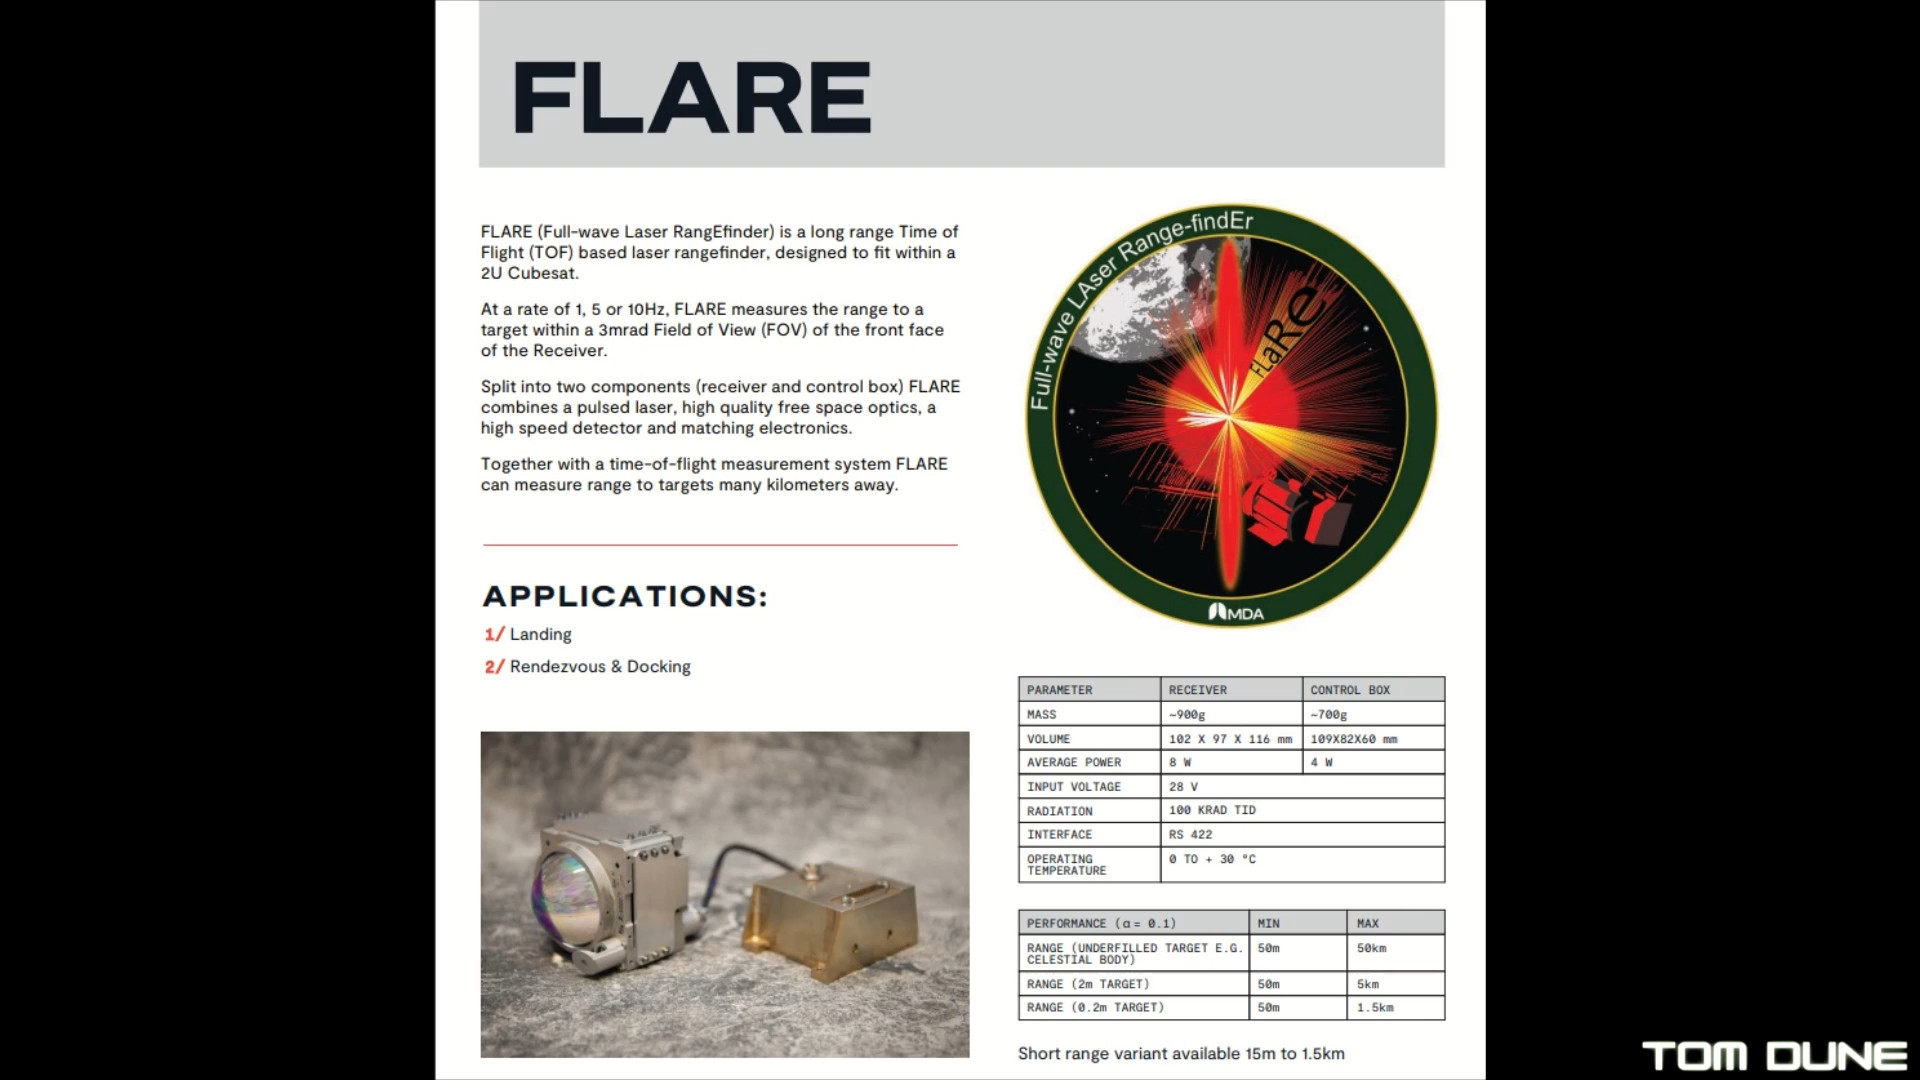 FLARE
FLARE (Full-wave Laser RangEfinder) is a long range Time of
Flight (TOF) based laser rangefinder, designed to fit within a
2U Cubesat.
At a rate of 1, 5 or 10Hz, FLARE measures the range to a
target within a 3mrad Field of View (FOV) of the front face
of the Receiver.
Split into two components (receiver and control box) FLARE
combines a pulsed laser, high quality free space optics, a
high speed detector and matching electronics.
Together with a time-of-flight measurement system FLARE
can measure range to targets many kilometers away.
APPLICATIONS:
1/ Landing
2/ Rendezvous & Docking
Full-wave LAser Range-findEr
FLaRe
MDA
PARAMETER RECEIVER CONTROL BOX
MASS ~900g ~700g
VOLUME 102 X 97 X 116 mm 109X82X60 mm
AVERAGE POWER 8 W 4 W
INPUT VOLTAGE 28 V
RADIATION 100 KRAD TID
INTERFACE RS 422
OPERATING 0 TO + 30 °C
TEMPERATURE
PERFORMANCE (α = 0.1) MIN MAX
RANGE (UNDERFILLED TARGET E.G. 50m 50km
CELESTIAL BODY)
RANGE (2m TARGET) 50m 5km
RANGE (0.2m TARGET) 50m 1.5km
Short range variant available 15m to 1.5km
TOM DUNE